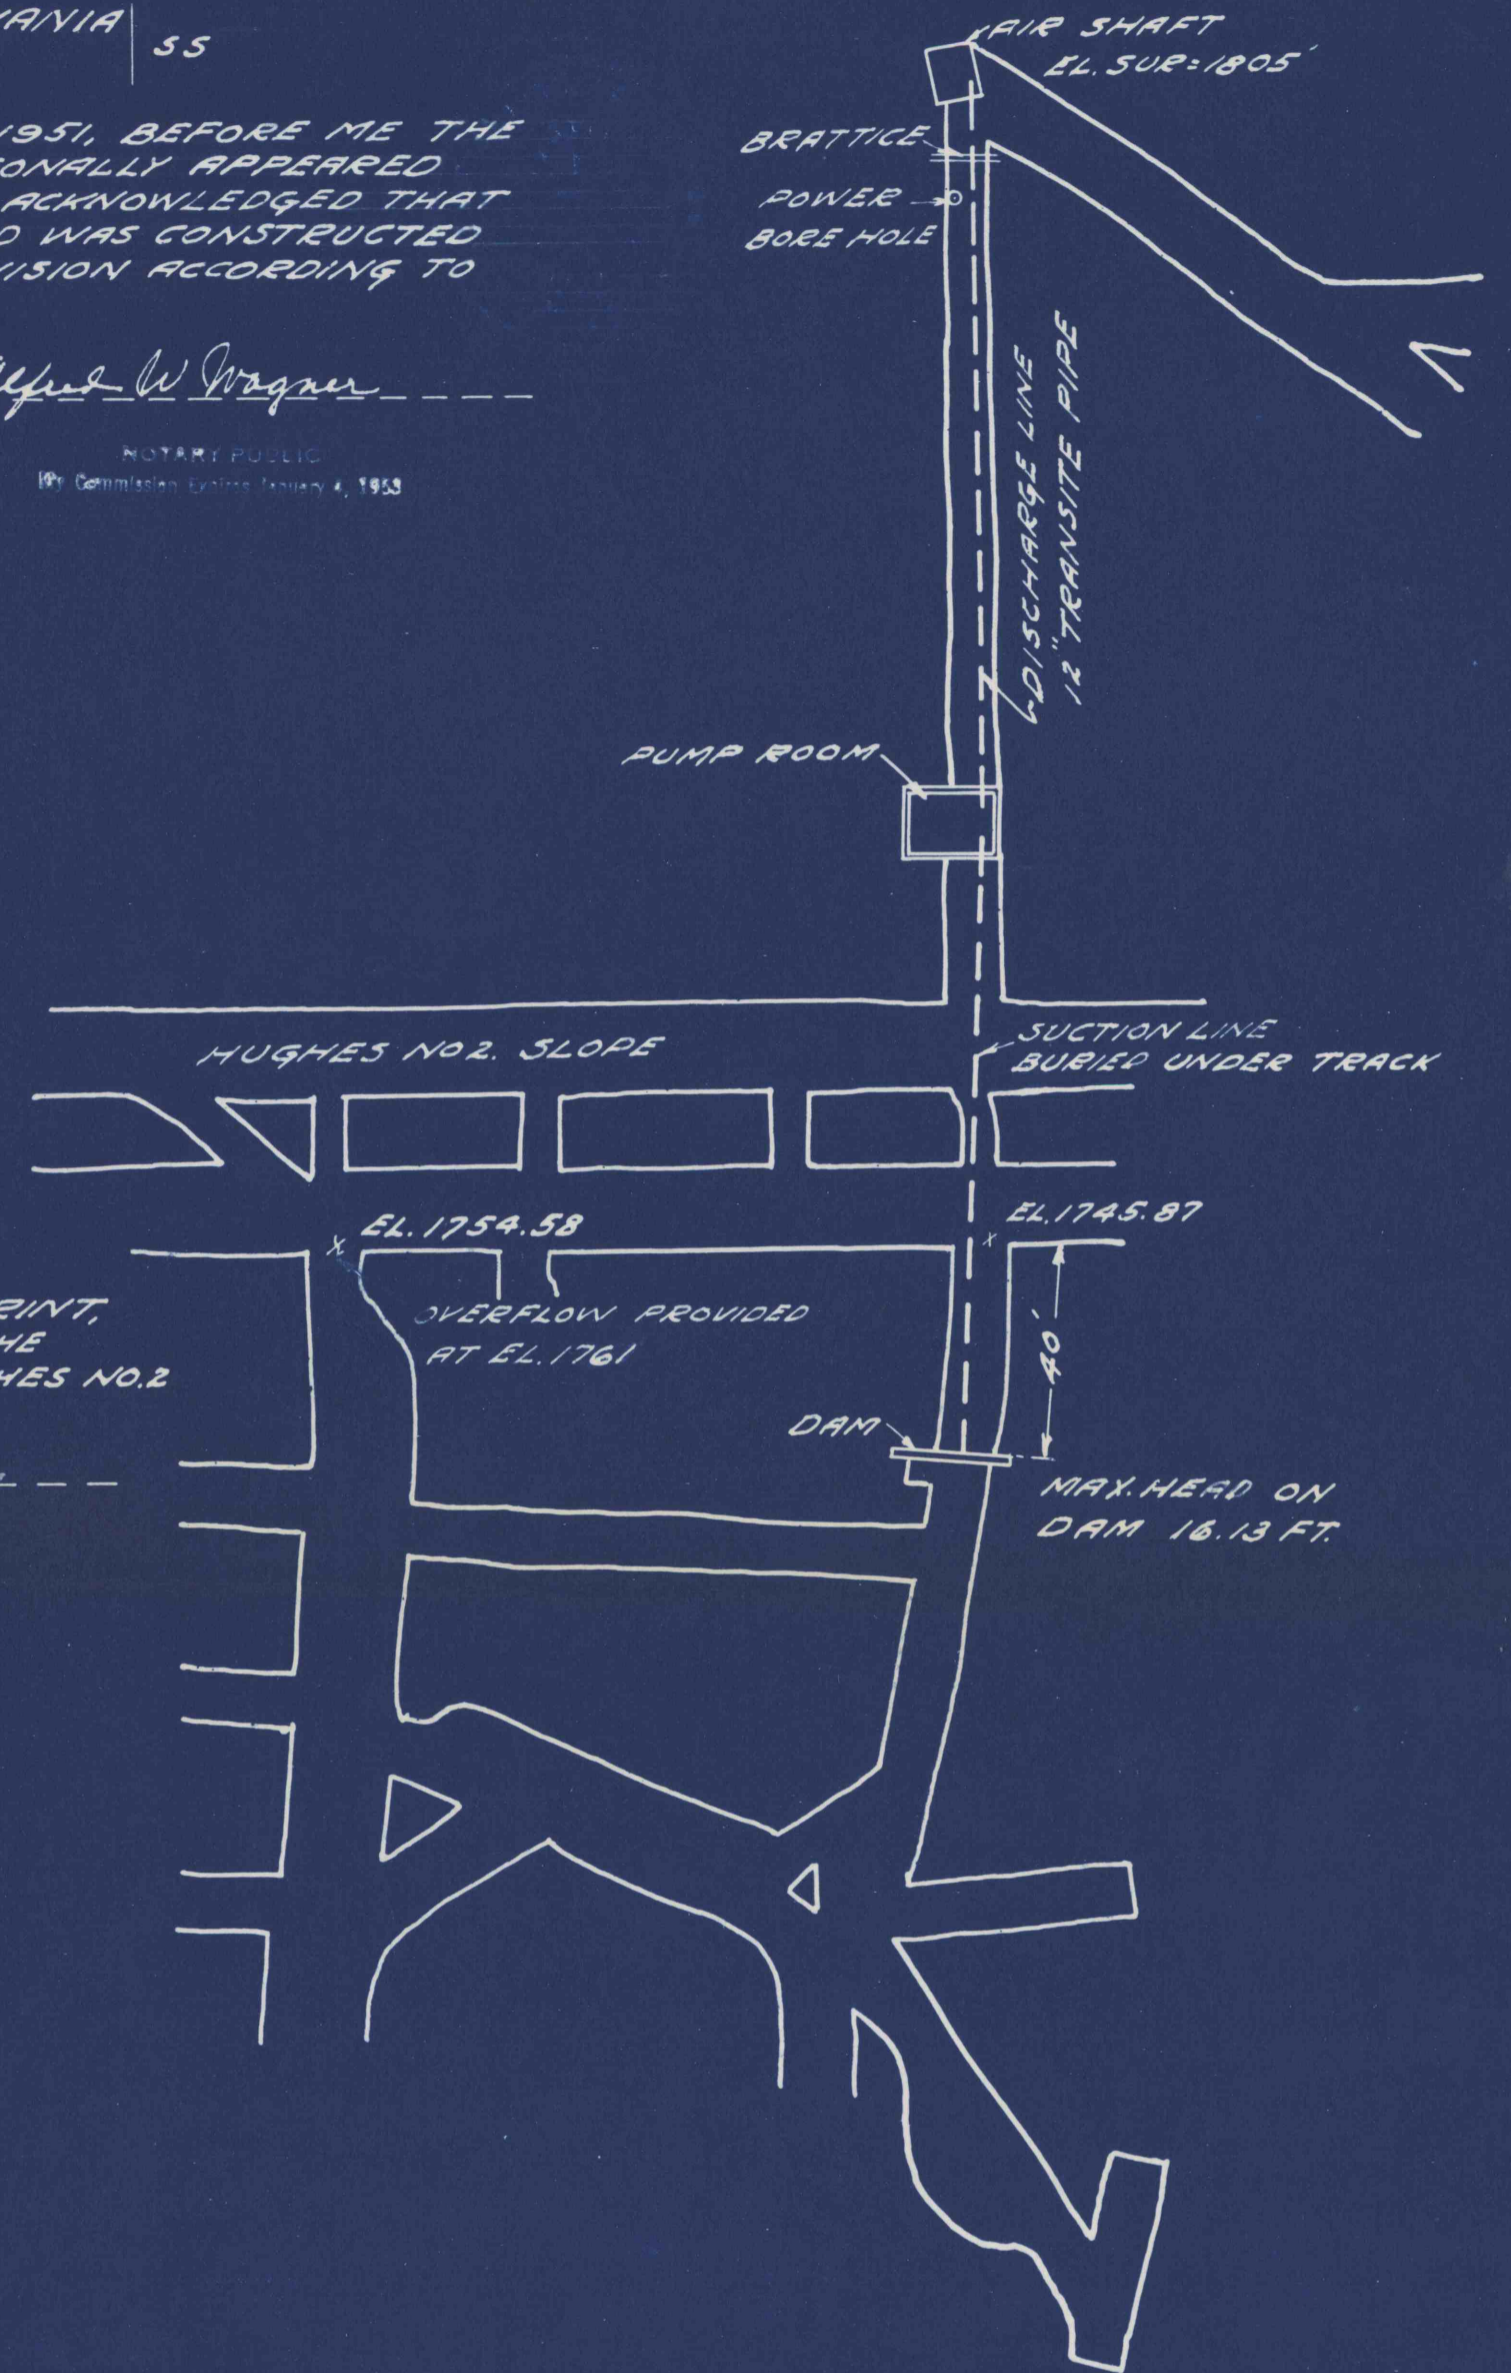 VANIA
SS
1951, BEFORE ME THE
ONALLY APPEARED
ACKNOWLEDGED THAT
D WAS CONSTRUCTED
VISION ACCORDING TO
Alfred W Wagner
NOTARY PUBLIC
My Commission Expires January 4, 1953
AIR SHAFT
EL. SUR=1805'
BRATTICE
POWER
BORE HOLE
DISCHARGE LINE
12" TRANSITE PIPE
PUMP ROOM
HUGHES NO2. SLOPE
SUCTION LINE
BURIED UNDER TRACK
X EL. 1754.58
EL. 1745.87
X
OVERFLOW PROVIDED
AT EL. 1761
RINT,
HE
HES NO.2
40'
DAM
MAX. HEAD ON
DAM 16.13 FT.